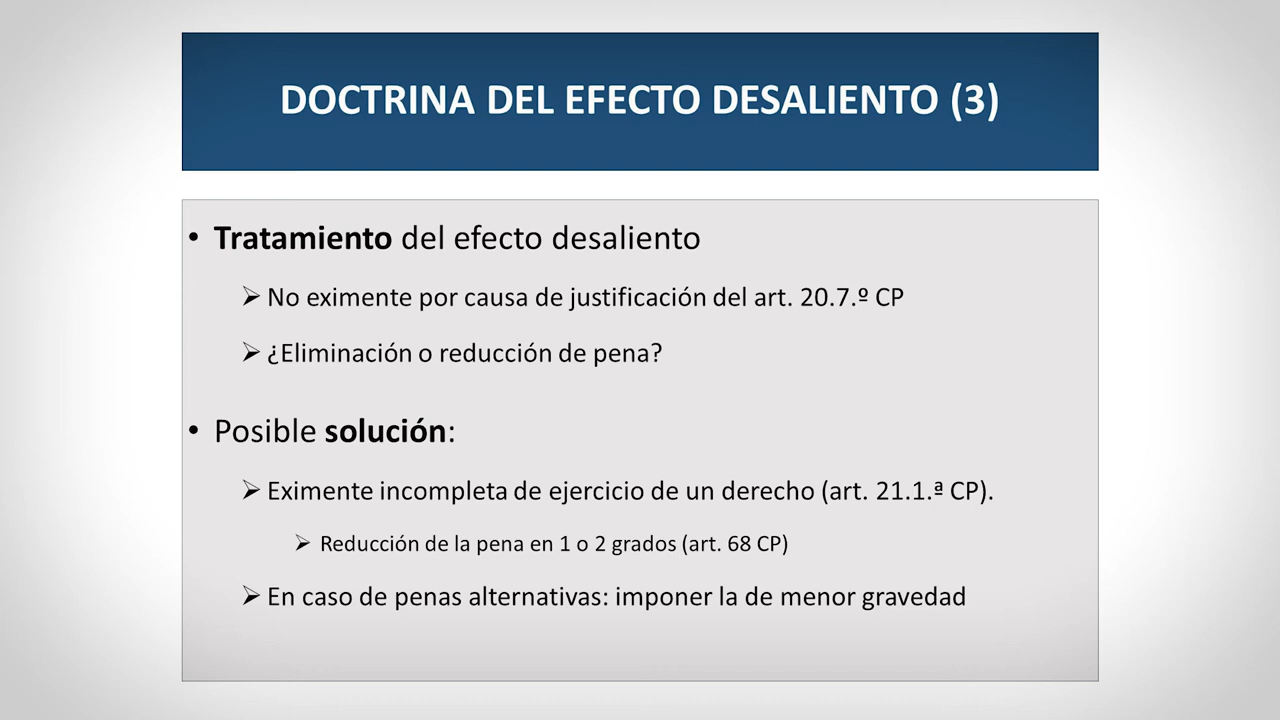 DOCTRINA DEL EFECTO DESALIENTO (3)
• Tratamiento del efecto desaliento
➢ No eximente por causa de justificación del art. 20.7.º CP
➢ ¿Eliminación o reducción de pena?
• Posible solución:
➢ Eximente incompleta de ejercicio de un derecho (art. 21.1.ª CP).
➢ Reducción de la pena en 1 o 2 grados (art. 68 CP)
➢ En caso de penas alternativas: imponer la de menor gravedad